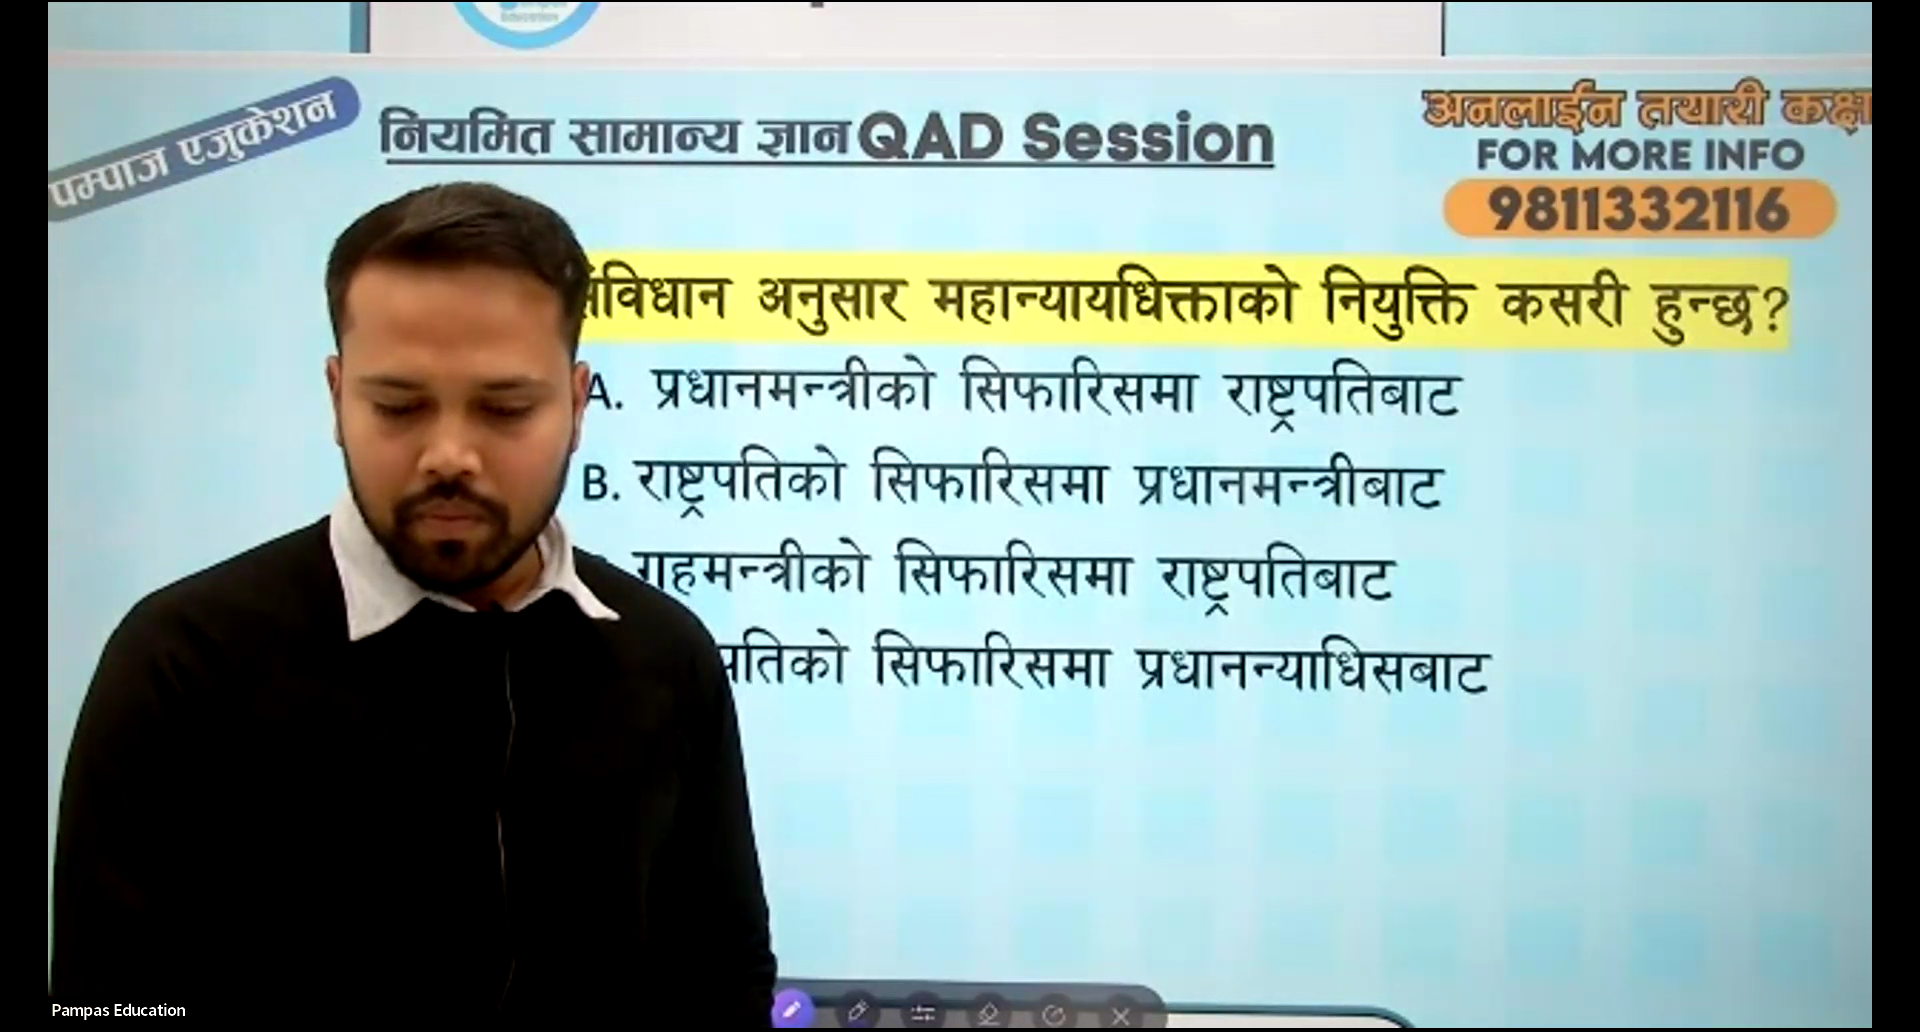 Education
पम्पाज एजुकेशन
नियमित सामान्य ज्ञान QAD Session
अनलाईन तयारी कक्षा
FOR MORE INFO
9811332116
संविधान अनुसार महान्यायधिक्ताको नियुक्ति कसरी हुन्छ?
A. प्रधानमन्त्रीको सिफारिसमा राष्ट्रपतिबाट
B. राष्ट्रपतिको सिफारिसमा प्रधानमन्त्रीबाट
गृहमन्त्रीको सिफारिसमा राष्ट्रपतिबाट
सिफारिसमा प्रधानन्याधिसबाट
Pampas Education